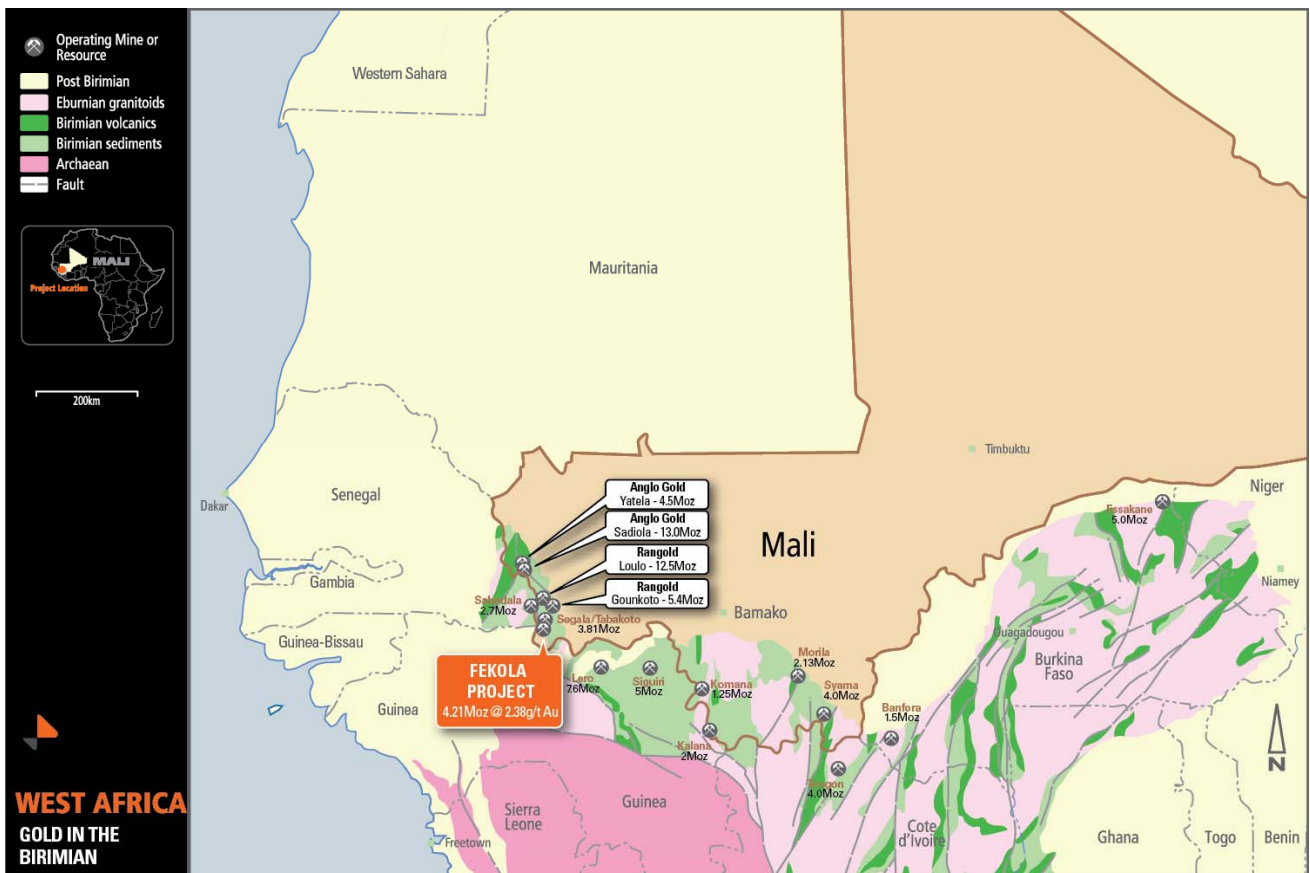 Operating Mine or
Resource
Post Birimian
Eburnian granitoids
Birimian volcanics
Birimian sediments
Archaean
Fault
MALI
Project Location
200km
WEST AFRICA
GOLD IN THE
BIRIMIAN
Western Sahara
Mauritania
Timbuktu
Niger
Essakane
5.0Moz
Niamey
Dakar
Senegal
Anglo Gold
Yatela - 4.5Moz
Anglo Gold
Sadiola - 13.0Moz
Rangold
Loulo - 12.5Moz
Rangold
Gounkoto - 5.4Moz
Mali
Gambia
2.7Moz
Segala/Tabakoto
3.81Moz
Bamako
Guinea-Bissau
FEKOLA
PROJECT
4.21Moz @ 2.38g/t Au
Lero
7.6Moz
Siguiri
5Moz
Komana
1.25Moz
Morila
2.13Moz
Syama
4.0Moz
Banfora
1.5Moz
Ouagadougou
Burkina
Faso
Guinea
Kalana
2Moz
4.0Moz
N
Sierra
Leone
Guinea
Freetown
Cote
d'Ivoire
Ghana
Togo
Benin